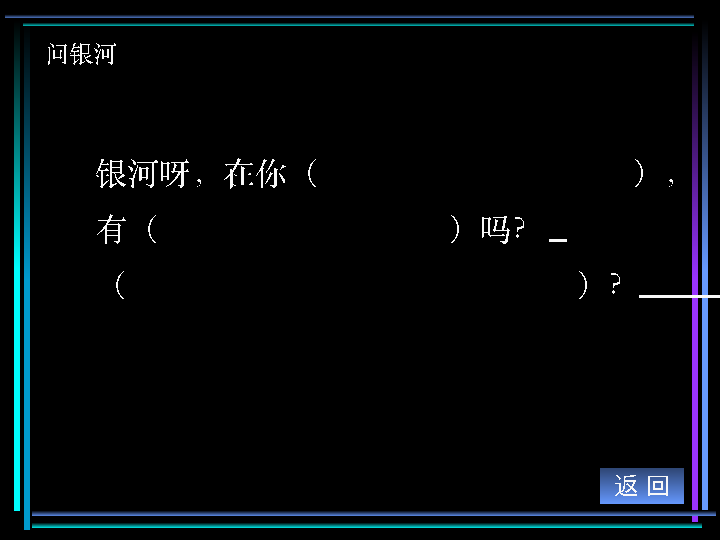 问银河
银河呀，在你（ ），
有（ ）吗？
（ ）？
返 回